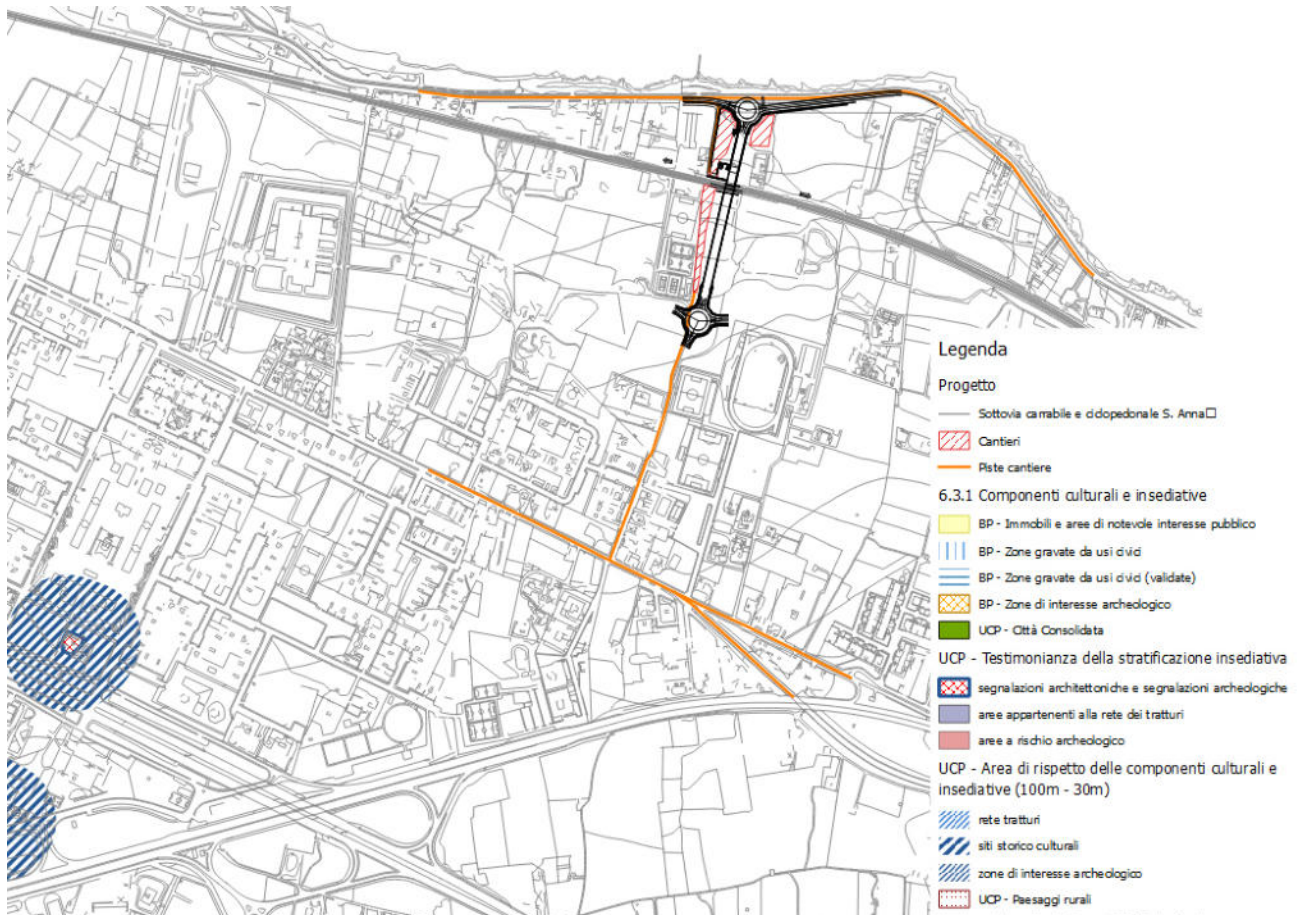 Legenda
Progetto
Sottovia carrabile e ciclopedonale S. Anna□
Cantieri
Piste cantiere
6.3.1 Componenti culturali e insediative
BP - Immobili e aree di notevole interesse pubblico
BP - Zone gravate da usi civici
BP - Zone gravate da usi civici (validate)
BP - Zone di interesse archeologico
UCP - Città Consolidata
UCP - Testimonianza della stratificazione insediativa
segnalazioni architettoniche e segnalazioni archeologiche
aree appartenenti alla rete dei tratturi
aree a rischio archeologico
UCP - Area di rispetto delle componenti culturali e
insediative (100m - 30m)
rete tratturi
siti storico culturali
zone di interesse archeologico
UCP - Paesaggi rurali